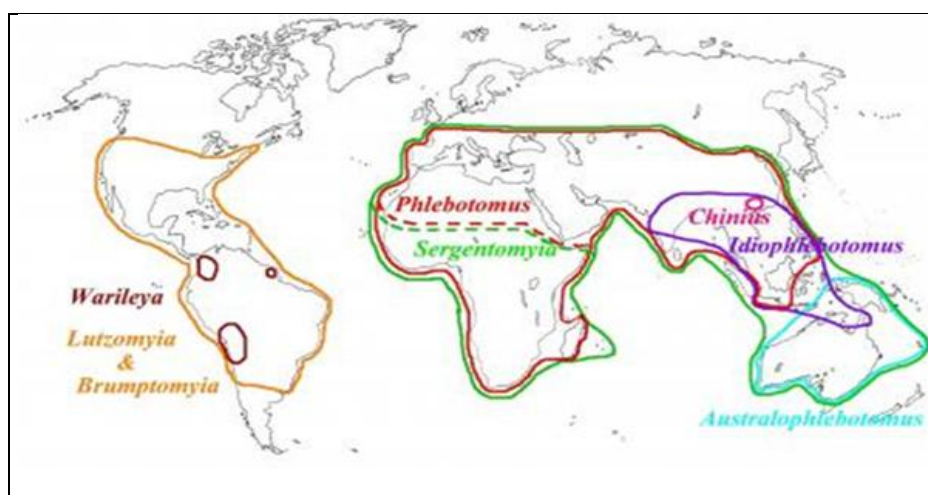 Phlebotomus
Sergentomyia
Chinius
Idiophlebotomus
Warileya
Lutzomyia
&
Brumptomyia
Australophlebotomus